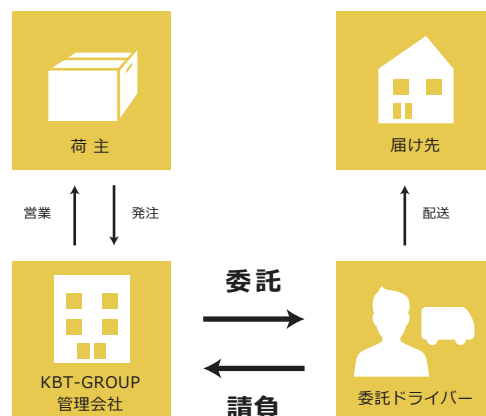 荷 主
届け先
営業
発注
配送
委託
KBT-GROUP
管理会社
請負
委託ドライバー